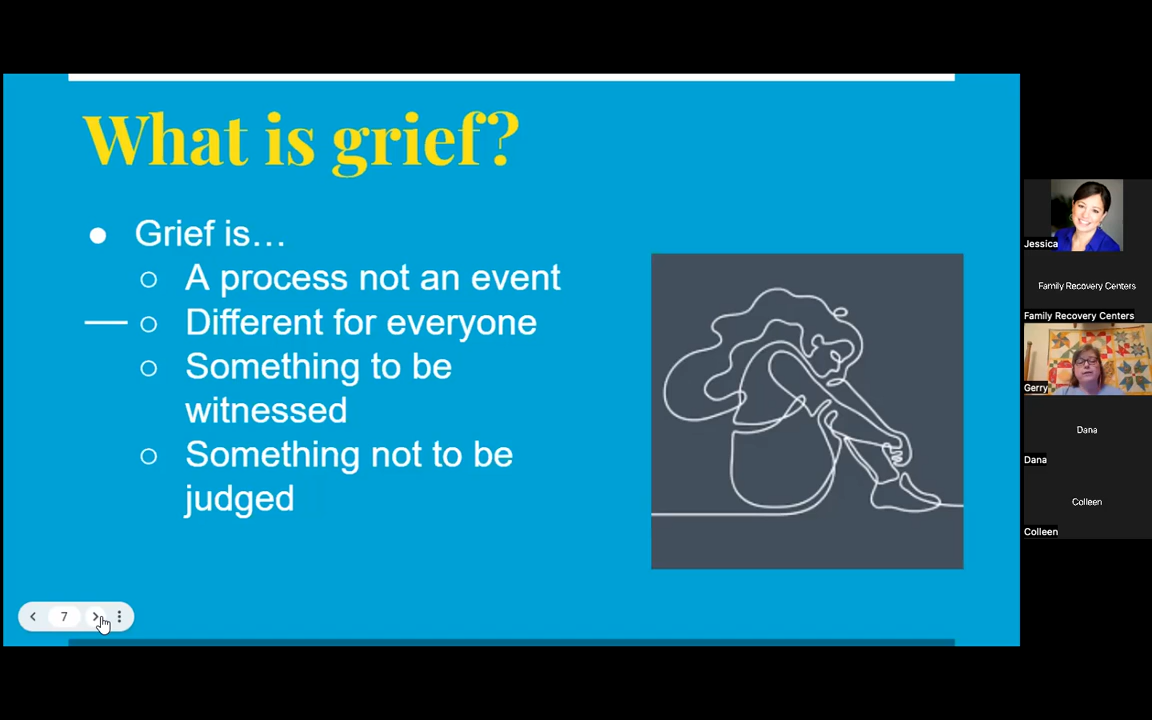 What is grief?
● Grief is…
○ A process not an event
○ Different for everyone
○ Something to be
witnessed
○ Something not to be
judged
7
Jessica
Family Recovery Centers
Family Recovery Centers
Gerry
Dana
Dana
Colleen
Colleen